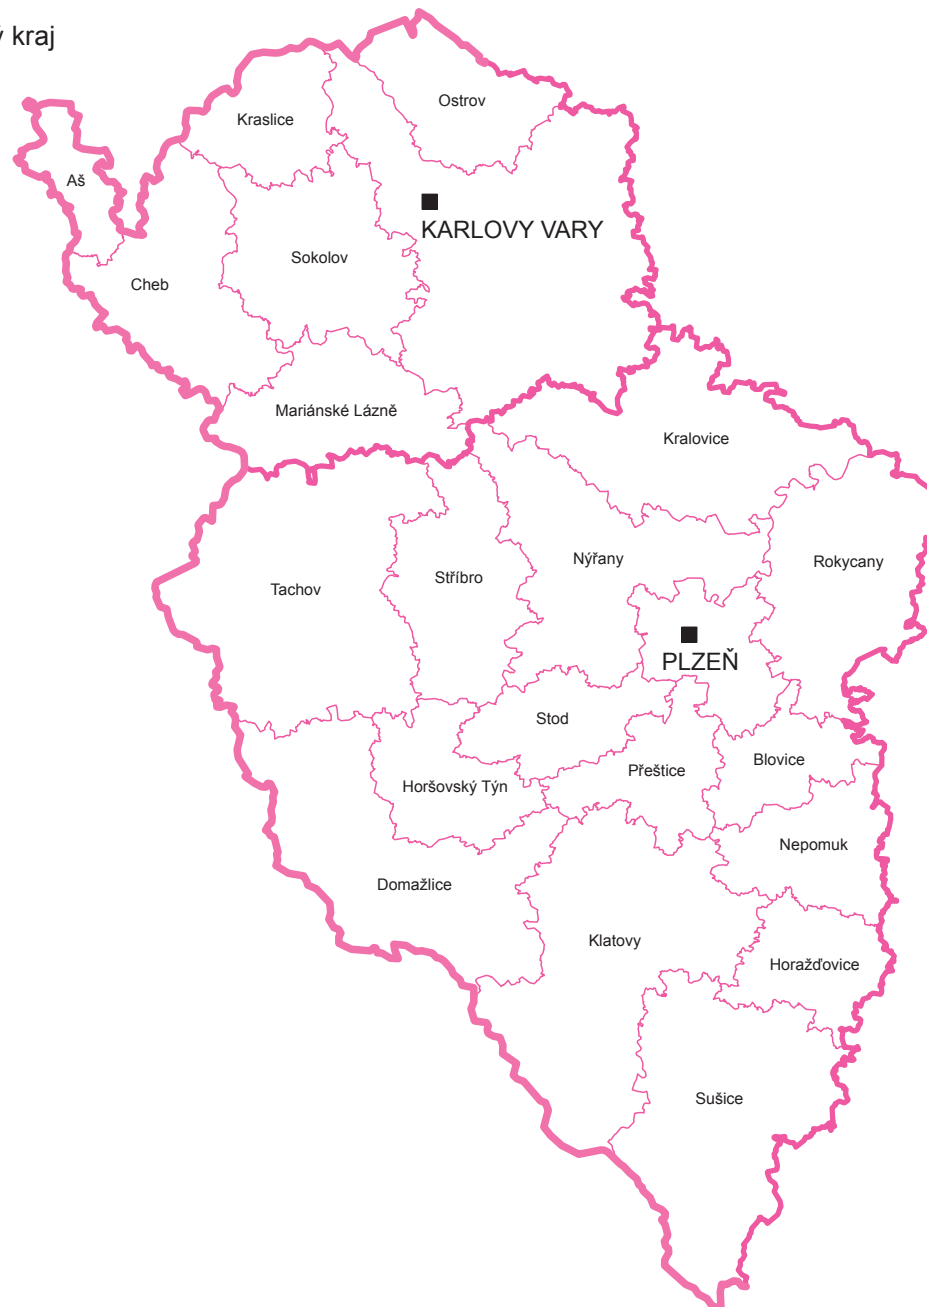 ý kraj
Ostrov
Kraslice
Aš
KARLOVY VARY
Sokolov
Cheb
Mariánské Lázně
Kralovice
Nýřany
Rokycany
Stříbro
Tachov
PLZEŇ
Stod
Blovice
Přeštice
Horšovský Týn
Nepomuk
Domažlice
Klatovy
Horažďovice
Sušice